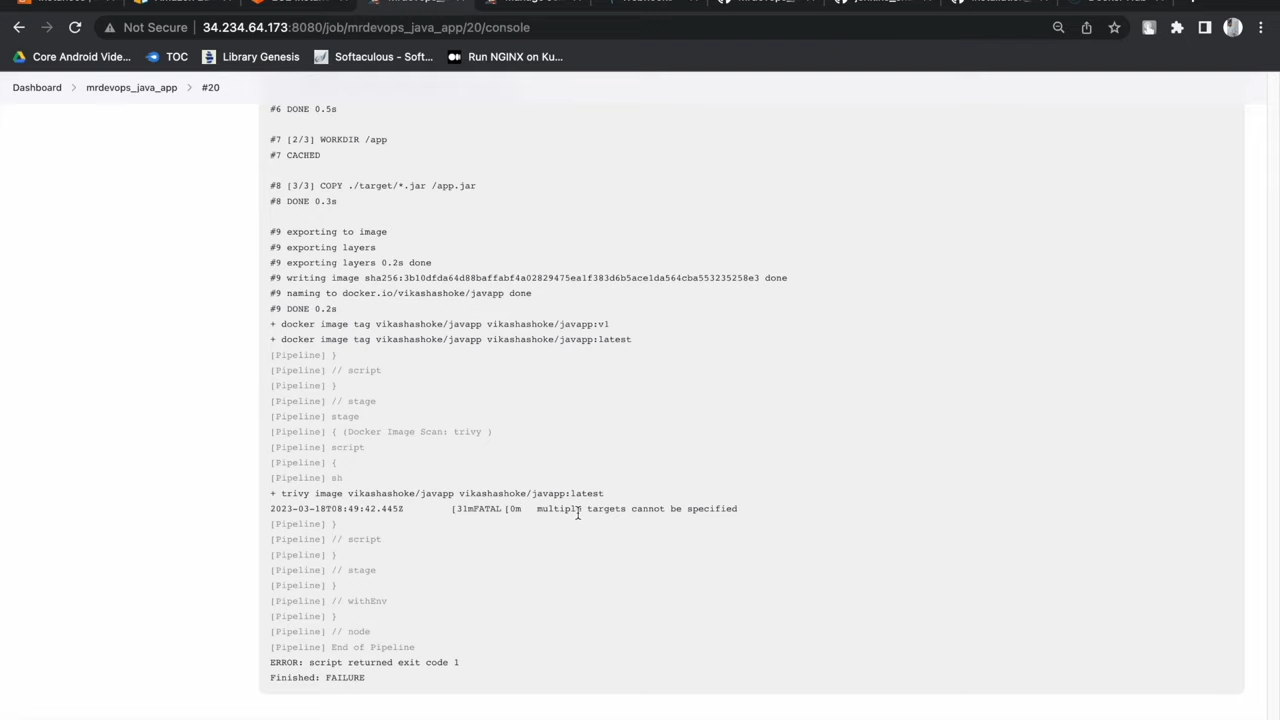 Not Secure 34.234.64.173:8080/job/mrdevops_java_app/20/console
Core Android Vide... TOC Library Genesis Softaculous - Soft... Run NGINX on Ku...
Dashboard mrdevops_java_app #20
#6 DONE 0.5s
#7 [2/3] WORKDIR /app
#7 CACHED
#8 [3/3] COPY ./target/*.jar /app.jar
#8 DONE 0.3s
#9 exporting to image
#9 exporting layers
#9 exporting layers 0.2s done
#9 writing image sha256:3b10dfda64d88baffabf4a02829475ea1f383d6b5ace1da564cba553235258e3 done
#9 naming to docker.io/vikashashoke/javapp done
#9 DONE 0.2s
+ docker image tag vikashashoke/javapp vikashashoke/javapp:v1
+ docker image tag vikashashoke/javapp vikashashoke/javapp:latest
[Pipeline] }
[Pipeline] // script
[Pipeline] }
[Pipeline] // stage
[Pipeline] stage
[Pipeline] { (Docker Image Scan: trivy )
[Pipeline] script
[Pipeline] {
[Pipeline] sh
+ trivy image vikashashoke/javapp vikashashoke/javapp:latest
2023-03-18T08:49:42.445Z [31mFATAL [0m multiple targets cannot be specified
[Pipeline] }
[Pipeline] // script
[Pipeline] }
[Pipeline] // stage
[Pipeline] }
[Pipeline] // withEnv
[Pipeline] }
[Pipeline] // node
[Pipeline] End of Pipeline
ERROR: script returned exit code 1
Finished: FAILURE